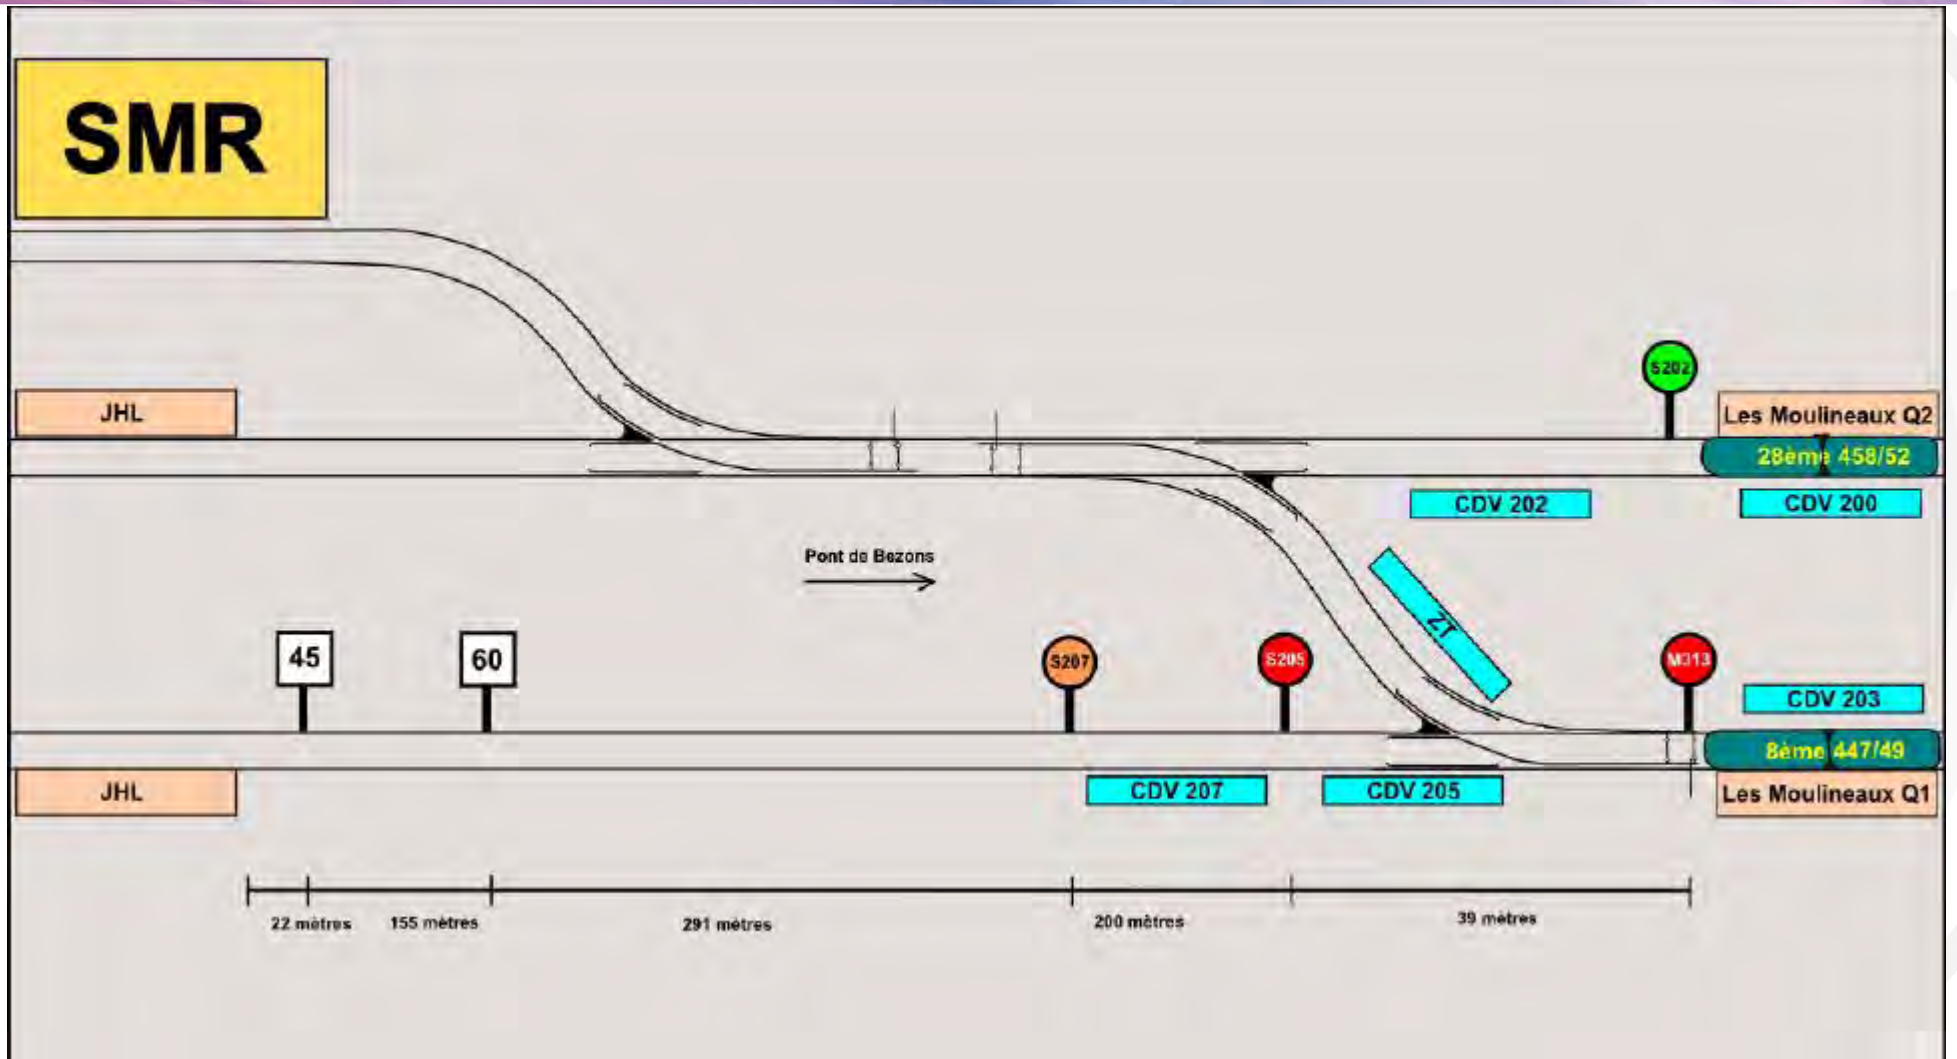 SMR
S202
JHL
Les Moulineaux Q2
28ème 458/52
CDV 202
CDV 200
Pont de Bezons
ZT
45
60
S207
S205
M313
CDV 203
8ème 447/49
JHL
CDV 207
CDV 205
Les Moulineaux Q1
22 mètres
155 mètres
291 mètres
200 mètres
39 mètres